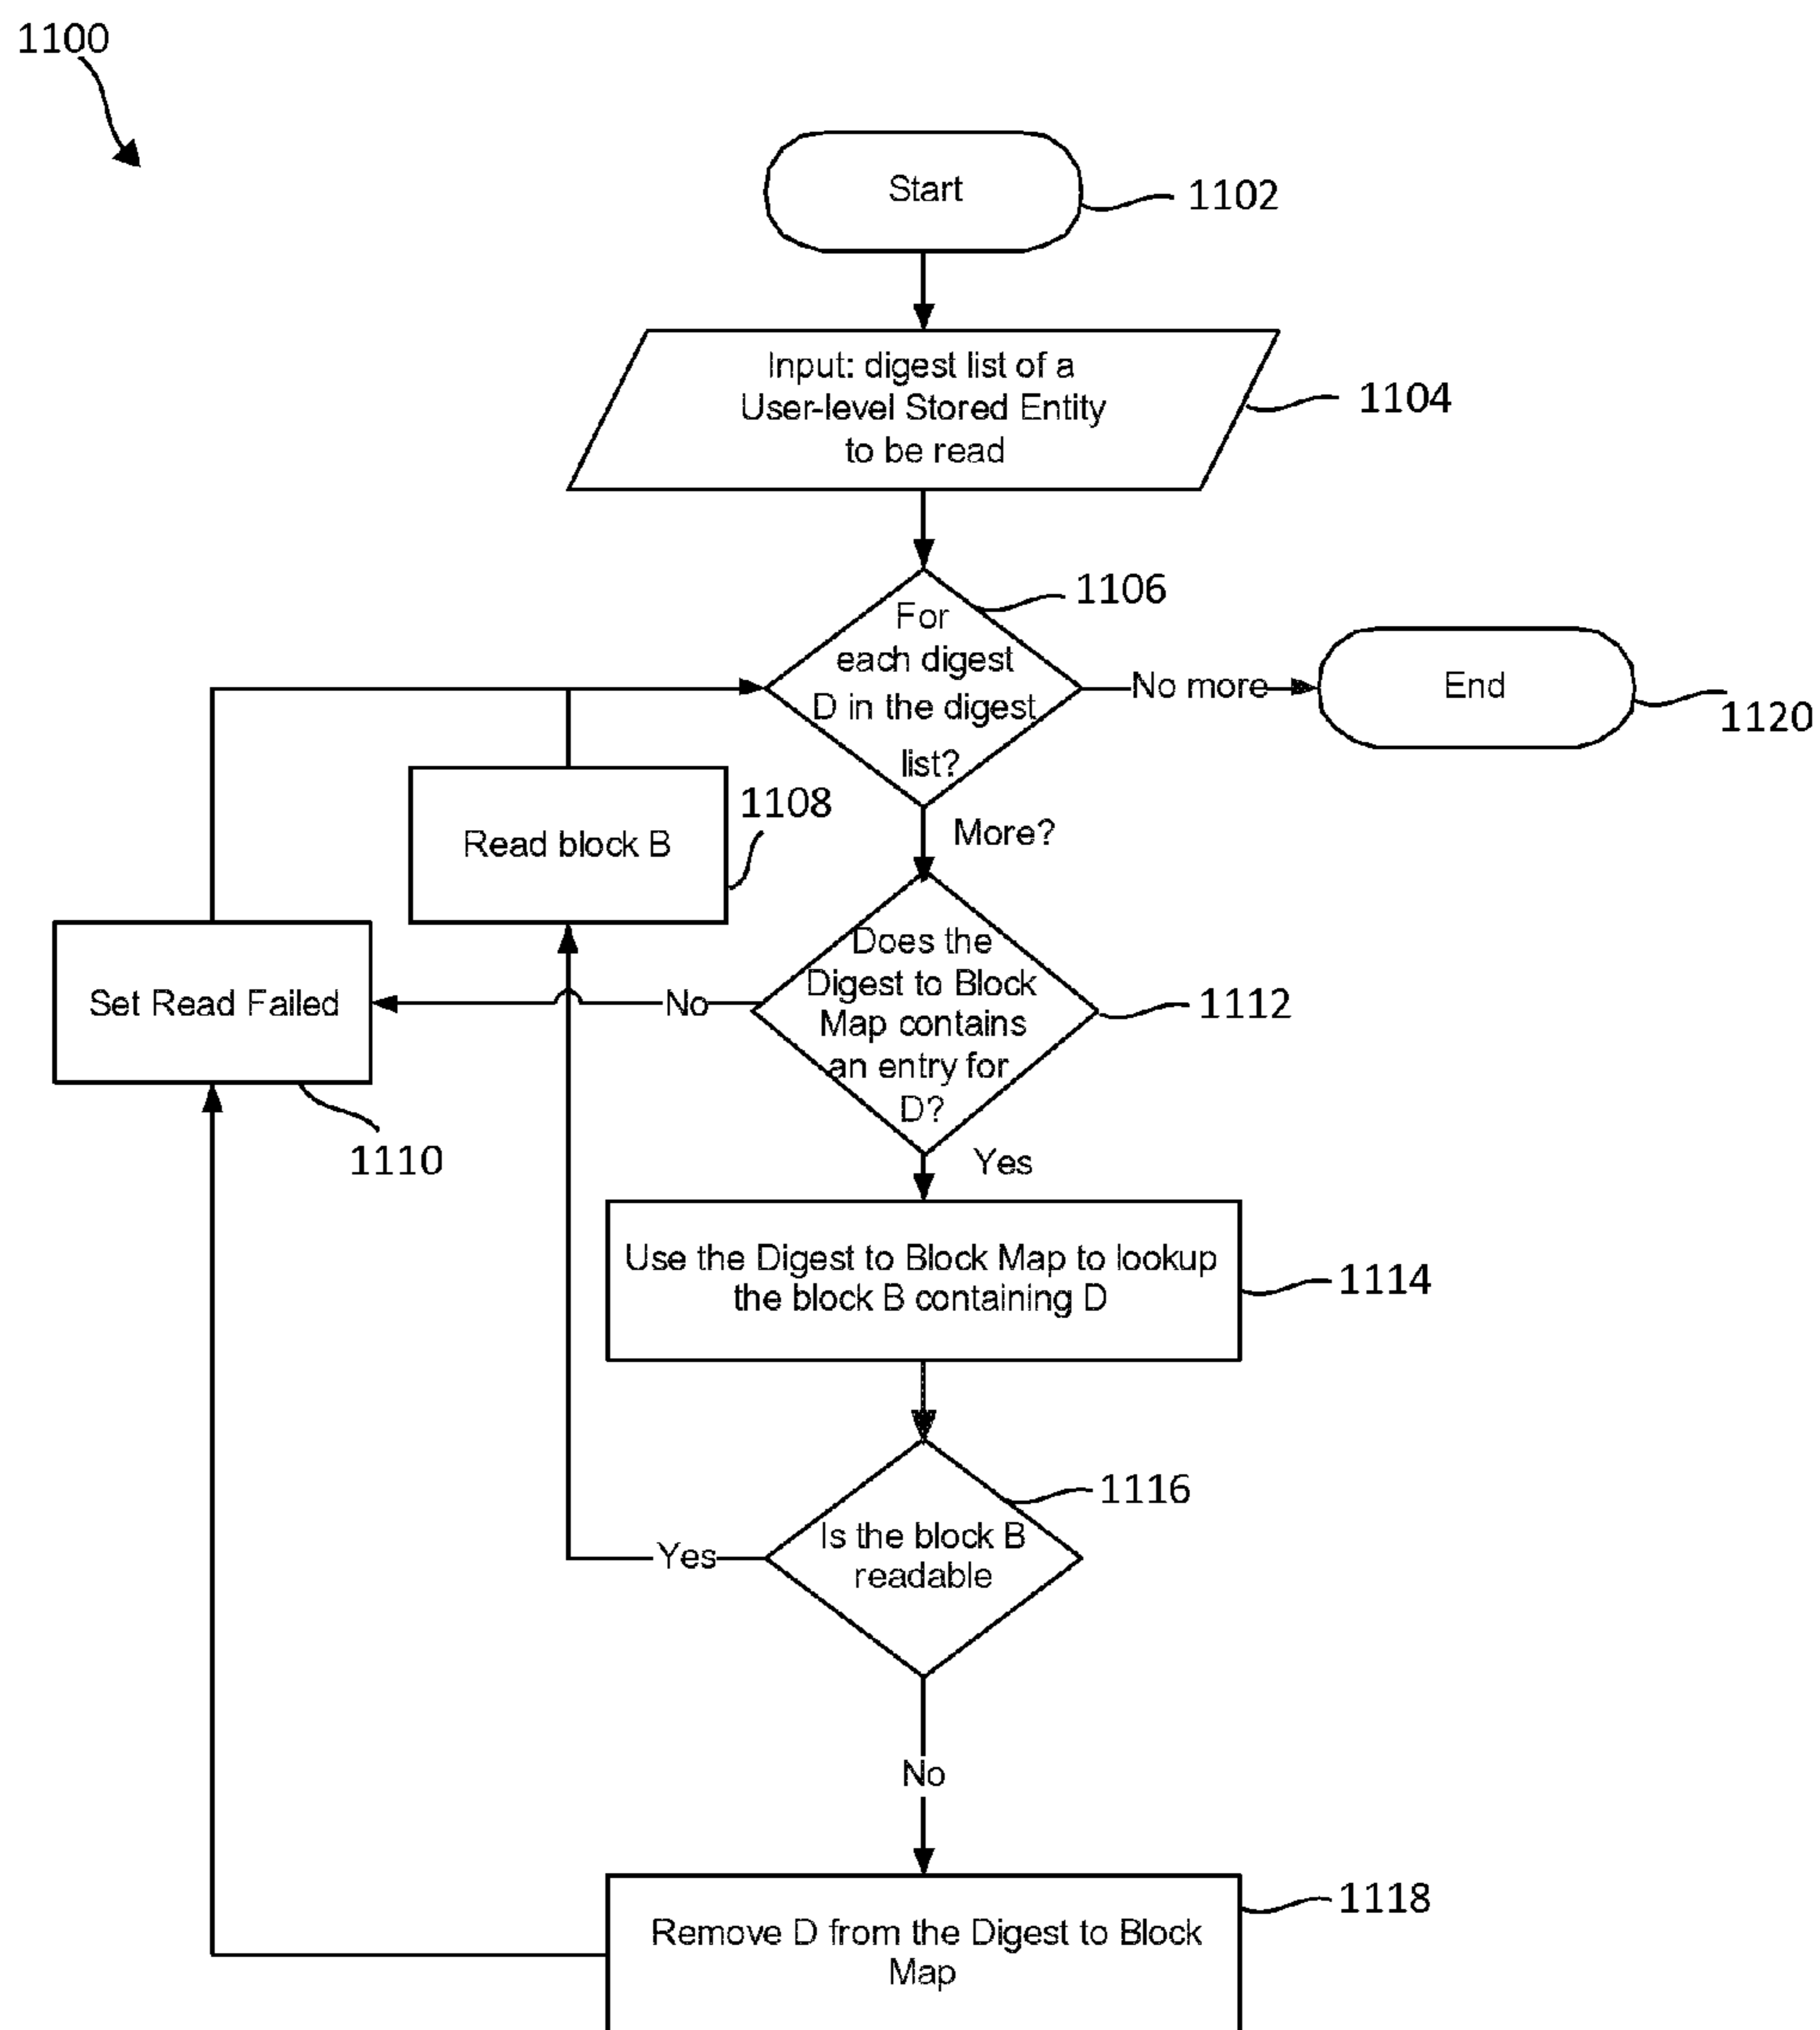 1100
Start
1102
Input: digest list of a
User-level Stored Entity
to be read
1104
1106
For
each digest
D in the digest
list?
No more
End
1120
1108
Read block B
More?
Set Read Failed
1110
No
Does the
Digest to Block
Map contains
an entry for
D?
1112
Yes
Use the Digest to Block Map to lookup
the block B containing D
1114
1116
Is the block B
readable
Yes
No
1118
Remove D from the Digest to Block
Map